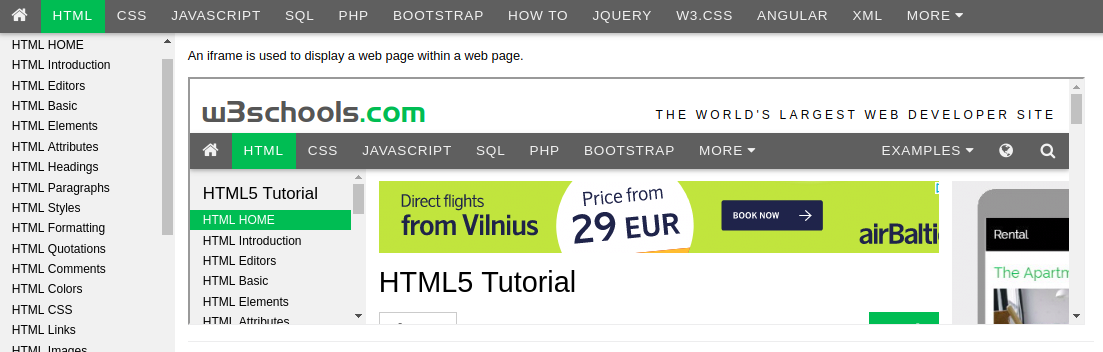 HTML CSS JAVASCRIPT SQL PHP BOOTSTRAP HOW TO JQUERY W3.CSS ANGULAR XML MORE
HTML HOME
HTML Introduction
HTML Editors
HTML Basic
HTML Elements
HTML Attributes
HTML Headings
HTML Paragraphs
HTML Styles
HTML Formatting
HTML Quotations
HTML Comments
HTML Colors
HTML CSS
HTML Links
HTML Images
An iframe is used to display a web page within a web page.
w3schools.com
THE WORLD'S LARGEST WEB DEVELOPER SITE
HTML CSS JAVASCRIPT SQL PHP BOOTSTRAP MORE EXAMPLES
HTML5 Tutorial
HTML HOME
HTML Introduction
HTML Editors
HTML Basic
HTML Elements
HTML Attributes
Direct flights
from Vilnius
Price from
29 EUR
BOOK NOW
airBalti
HTML5 Tutorial
Rental
The Apartm